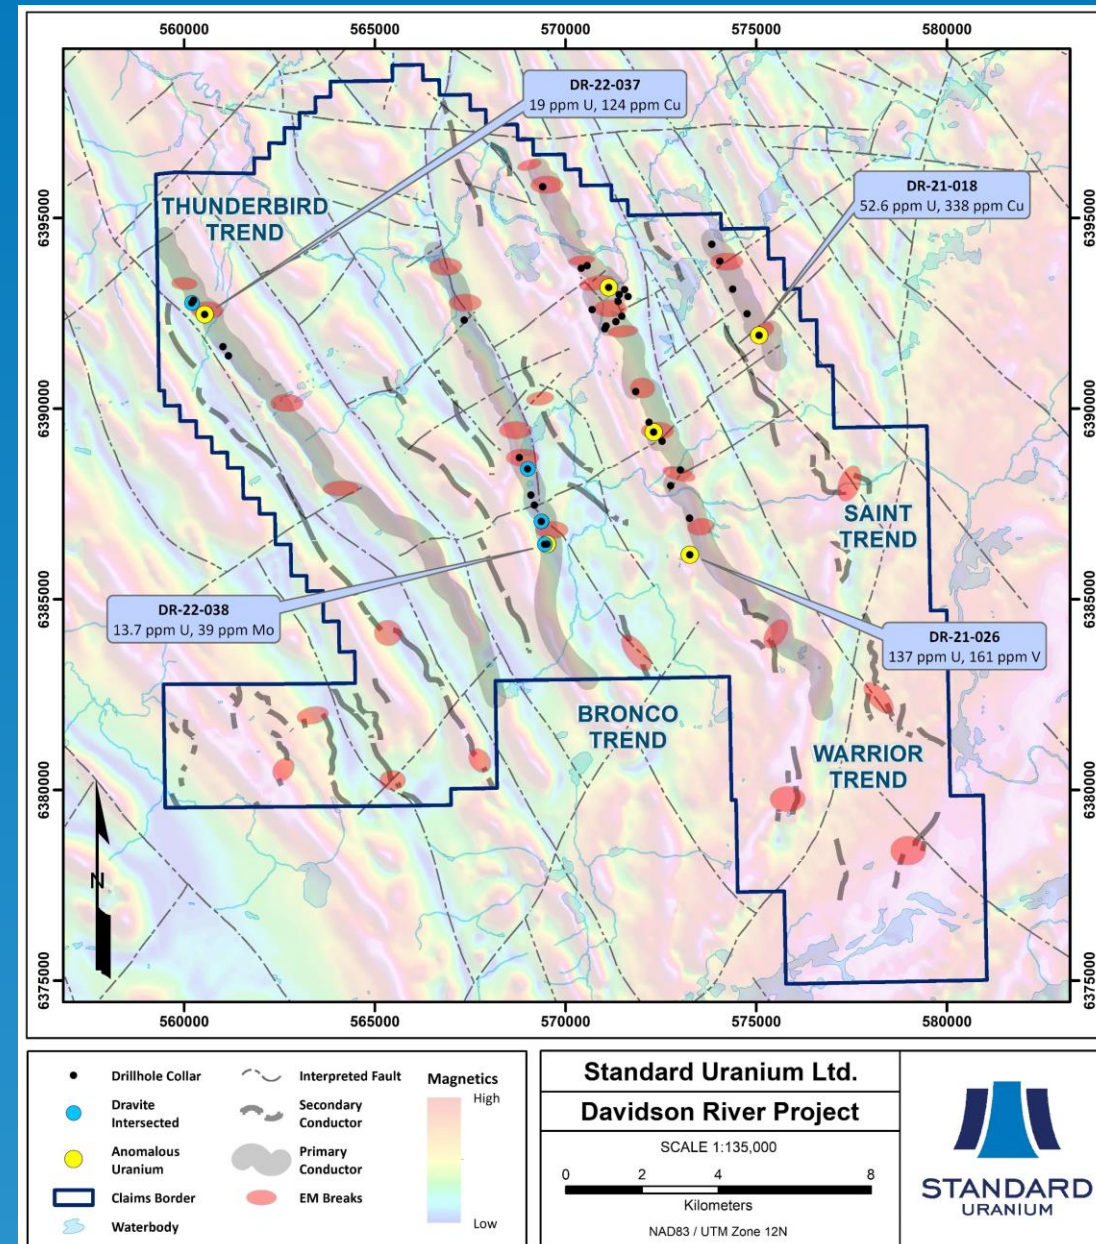 560000
565000
570000
575000
580000
DR-22-037
19 ppm U, 124 ppm Cu
DR-21-018
52.6 ppm U, 338 ppm Cu
6395000
6395000
THUNDERBIRD
TREND
6390000
6390000
SAINT
TREND
6385000
6385000
DR-22-038
13.7 ppm U, 39 ppm Mo
DR-21-026
137 ppm U, 161 ppm V
BRONCO
TREND
WARRIOR
TREND
6380000
6380000
N
6375000
6375000
560000
565000
570000
575000
580000
Drillhole Collar
Dravite
Intersected
Anomalous
Uranium
Claims Border
Waterbody
Interpreted Fault
Secondary
Conductor
Primary
Conductor
EM Breaks
Magnetics
High
Low
Standard Uranium Ltd.
Davidson River Project
SCALE 1:135,000
0 2 4 6 8
Kilometers
NAD83 / UTM Zone 12N
STANDARD
URANIUM